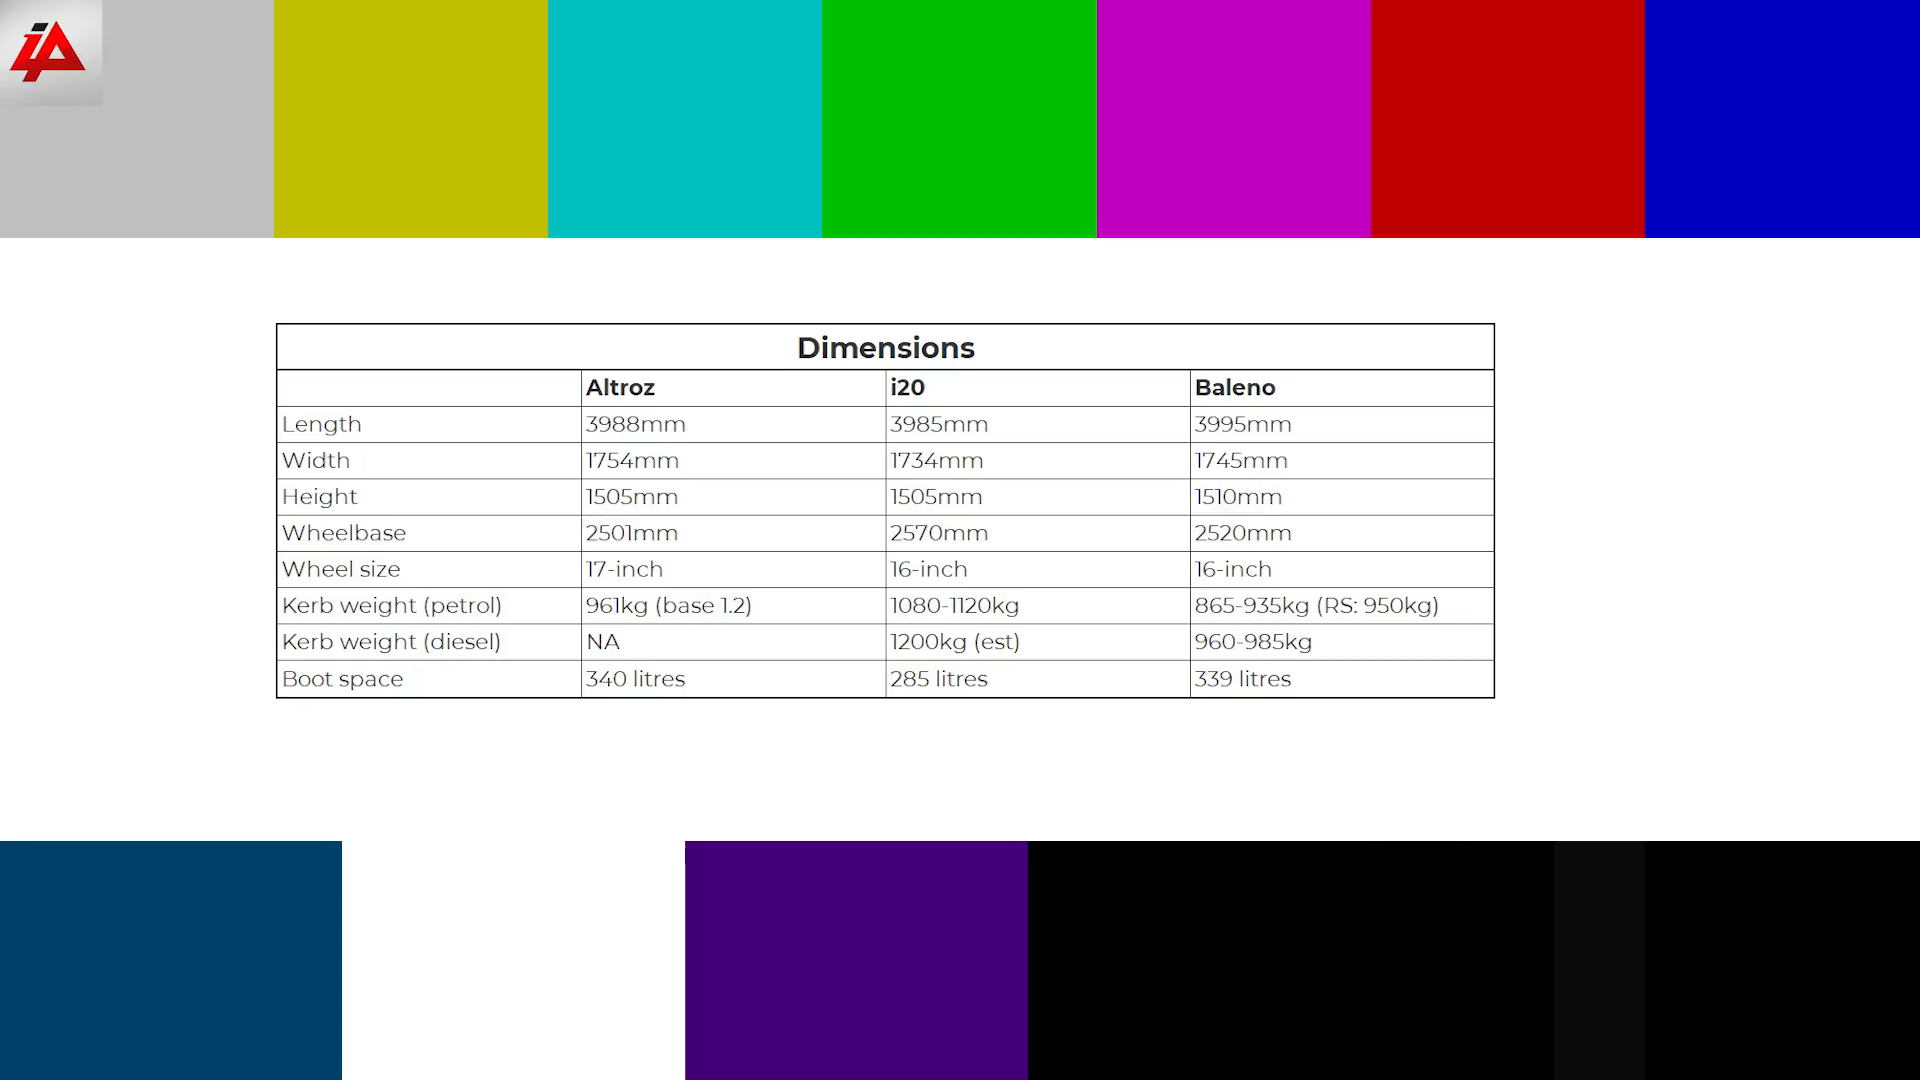 Dimensions
Altroz i20 Baleno
Length 3988mm 3985mm 3995mm
Width 1754mm 1734mm 1745mm
Height 1505mm 1505mm 1510mm
Wheelbase 2501mm 2570mm 2520mm
Wheel size 17-inch 16-inch 16-inch
Kerb weight (petrol) 961kg (base 1.2) 1080-1120kg 865-935kg (RS: 950kg)
Kerb weight (diesel) NA 1200kg (est) 960-985kg
Boot space 340 litres 285 litres 339 litres